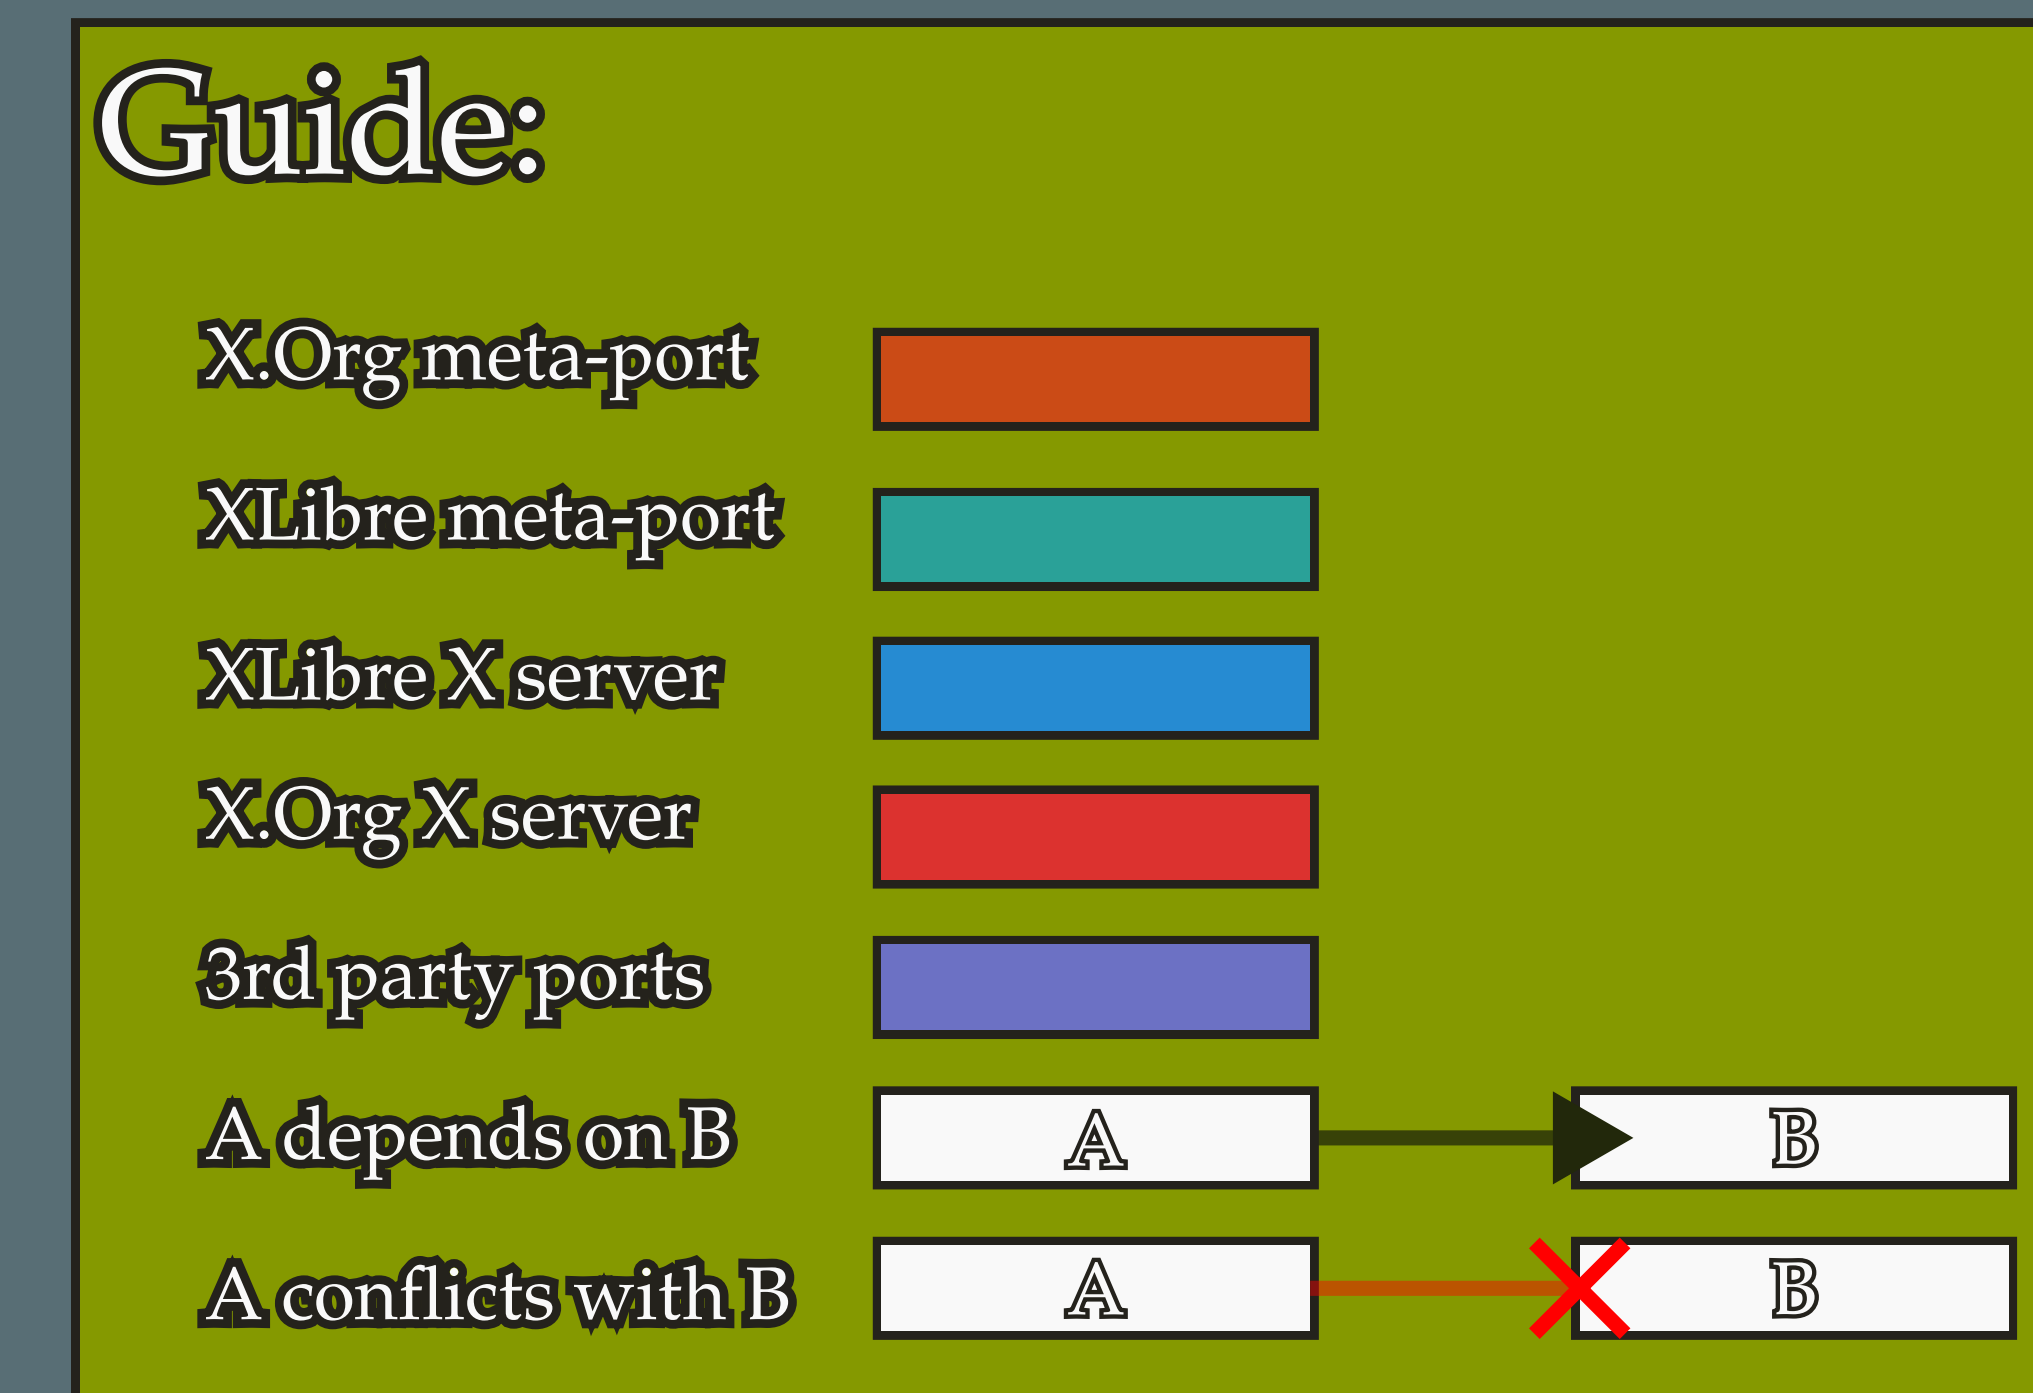 Guide:
X.Org meta-port
XLibre meta-port
XLibre X server
X.Org X server
3rd party ports
A depends on B
A
B
A conflicts with B
A
B